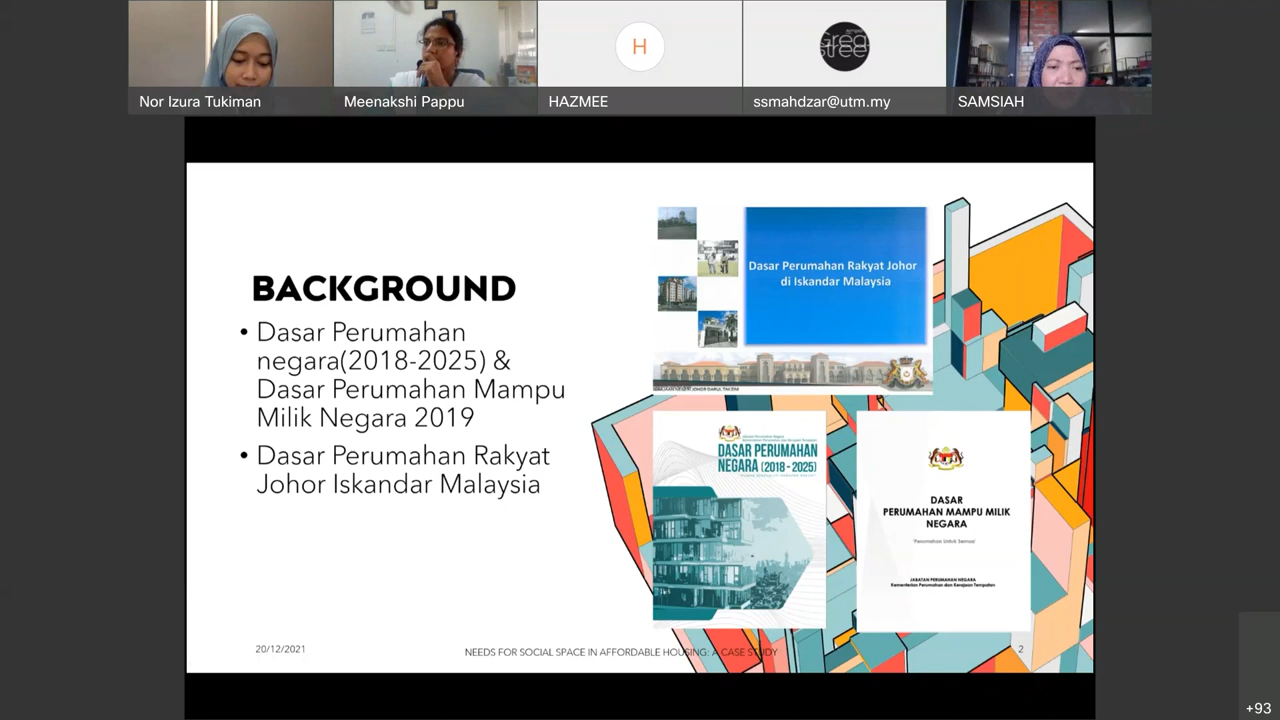 Nor Izura Tukiman
Meenakshi Pappu
H
HAZMEE
ssmahdzar@utm.my
SAMSIAH
BACKGROUND
• Dasar Perumahan
negara(2018-2025) &
Dasar Perumahan Mampu
Milik Negara 2019
• Dasar Perumahan Rakyat
Johor Iskandar Malaysia
Dasar Perumahan Rakyat Johor
di Iskandar Malaysia
DASAR PERUMAHAN
NEGARA (2018 - 2025)
DASAR
PERUMAHAN MAMPU MILIK
NEGARA
'Perumahan Untuk Semua'
JABATAN PERUMAHAN NEGARA
Kementerian Perumahan dan Kerajaan Tempatan
20/12/2021
NEEDS FOR SOCIAL SPACE IN AFFORDABLE HOUSING: A CASE STUDY
2
+93